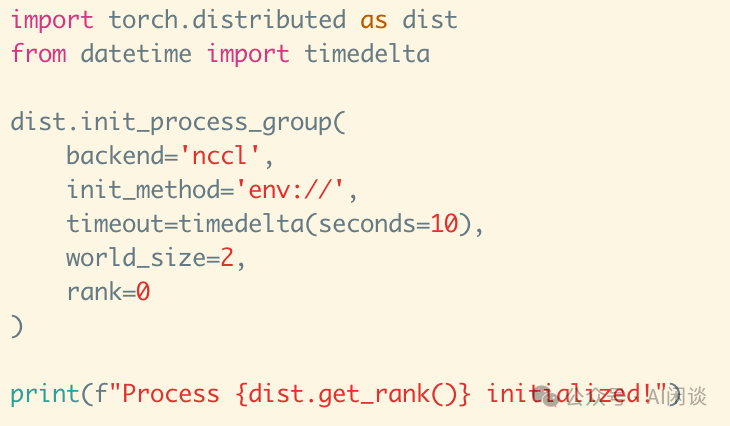 import torch.distributed as dist
from datetime import timedelta

dist.init_process_group(
    backend='nccl',
    init_method='env://',
    timeout=timedelta(seconds=10),
    world_size=2,
    rank=0
)

print(f"Process {dist.get_rank()} initialized!")
公众号 · AI闲谈